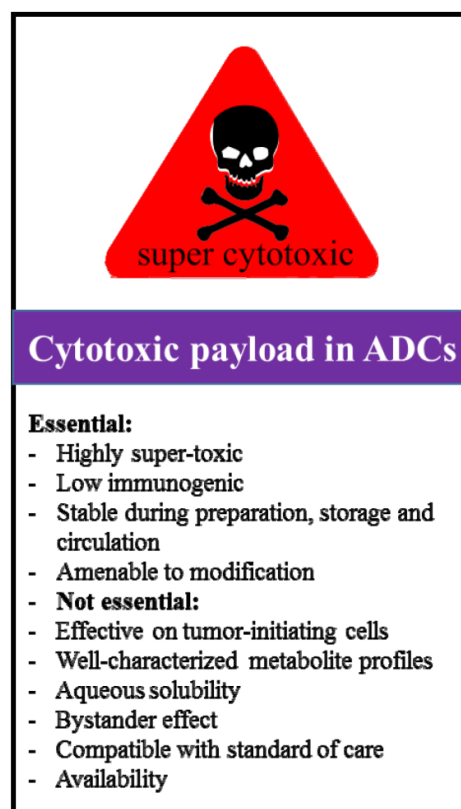 super cytotoxic
Cytotoxic payload in ADCs
Essential:
- Highly super-toxic
- Low immunogenic
- Stable during preparation, storage and
circulation
- Amenable to modification
- Not essential:
- Effective on tumor-initiating cells
- Well-characterized metabolite profiles
- Aqueous solubility
- Bystander effect
- Compatible with standard of care
- Availability